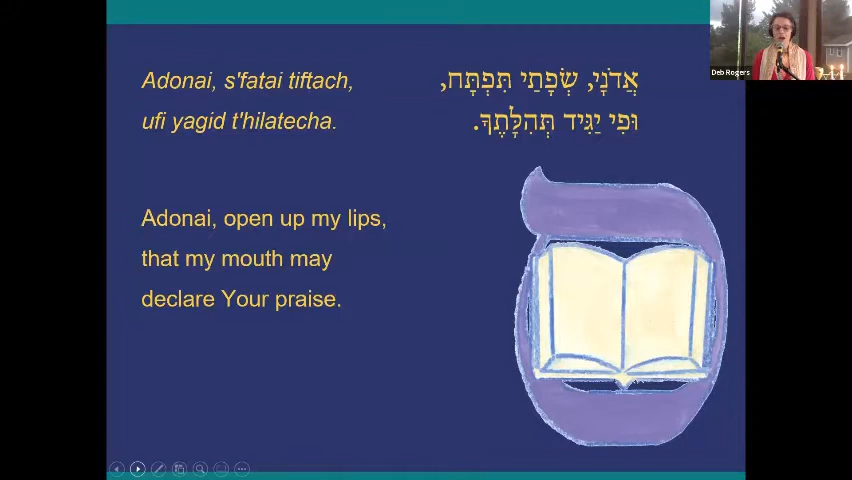 Adonai, s'fatai tiftach,
ufi yagid t'hilatecha.
אֲדֹנָי, שְׂפָתַי תִּפְתָּח,
וּפִי יַגִּיד תְּהִלָּתֶךָ.
Adonai, open up my lips,
that my mouth may
declare Your praise.
Deb Rogers